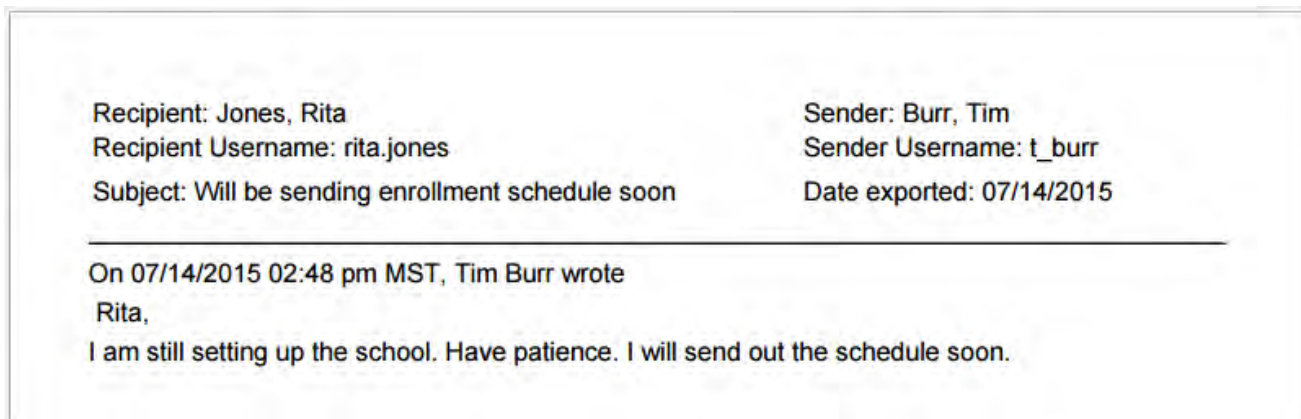 Recipient: Jones, Rita
Sender: Burr, Tim
Recipient Username: rita.jones
Sender Username: t_burr
Subject: Will be sending enrollment schedule soon
Date exported: 07/14/2015
On 07/14/2015 02:48 pm MST, Tim Burr wrote
Rita,
I am still setting up the school. Have patience. I will send out the schedule soon.